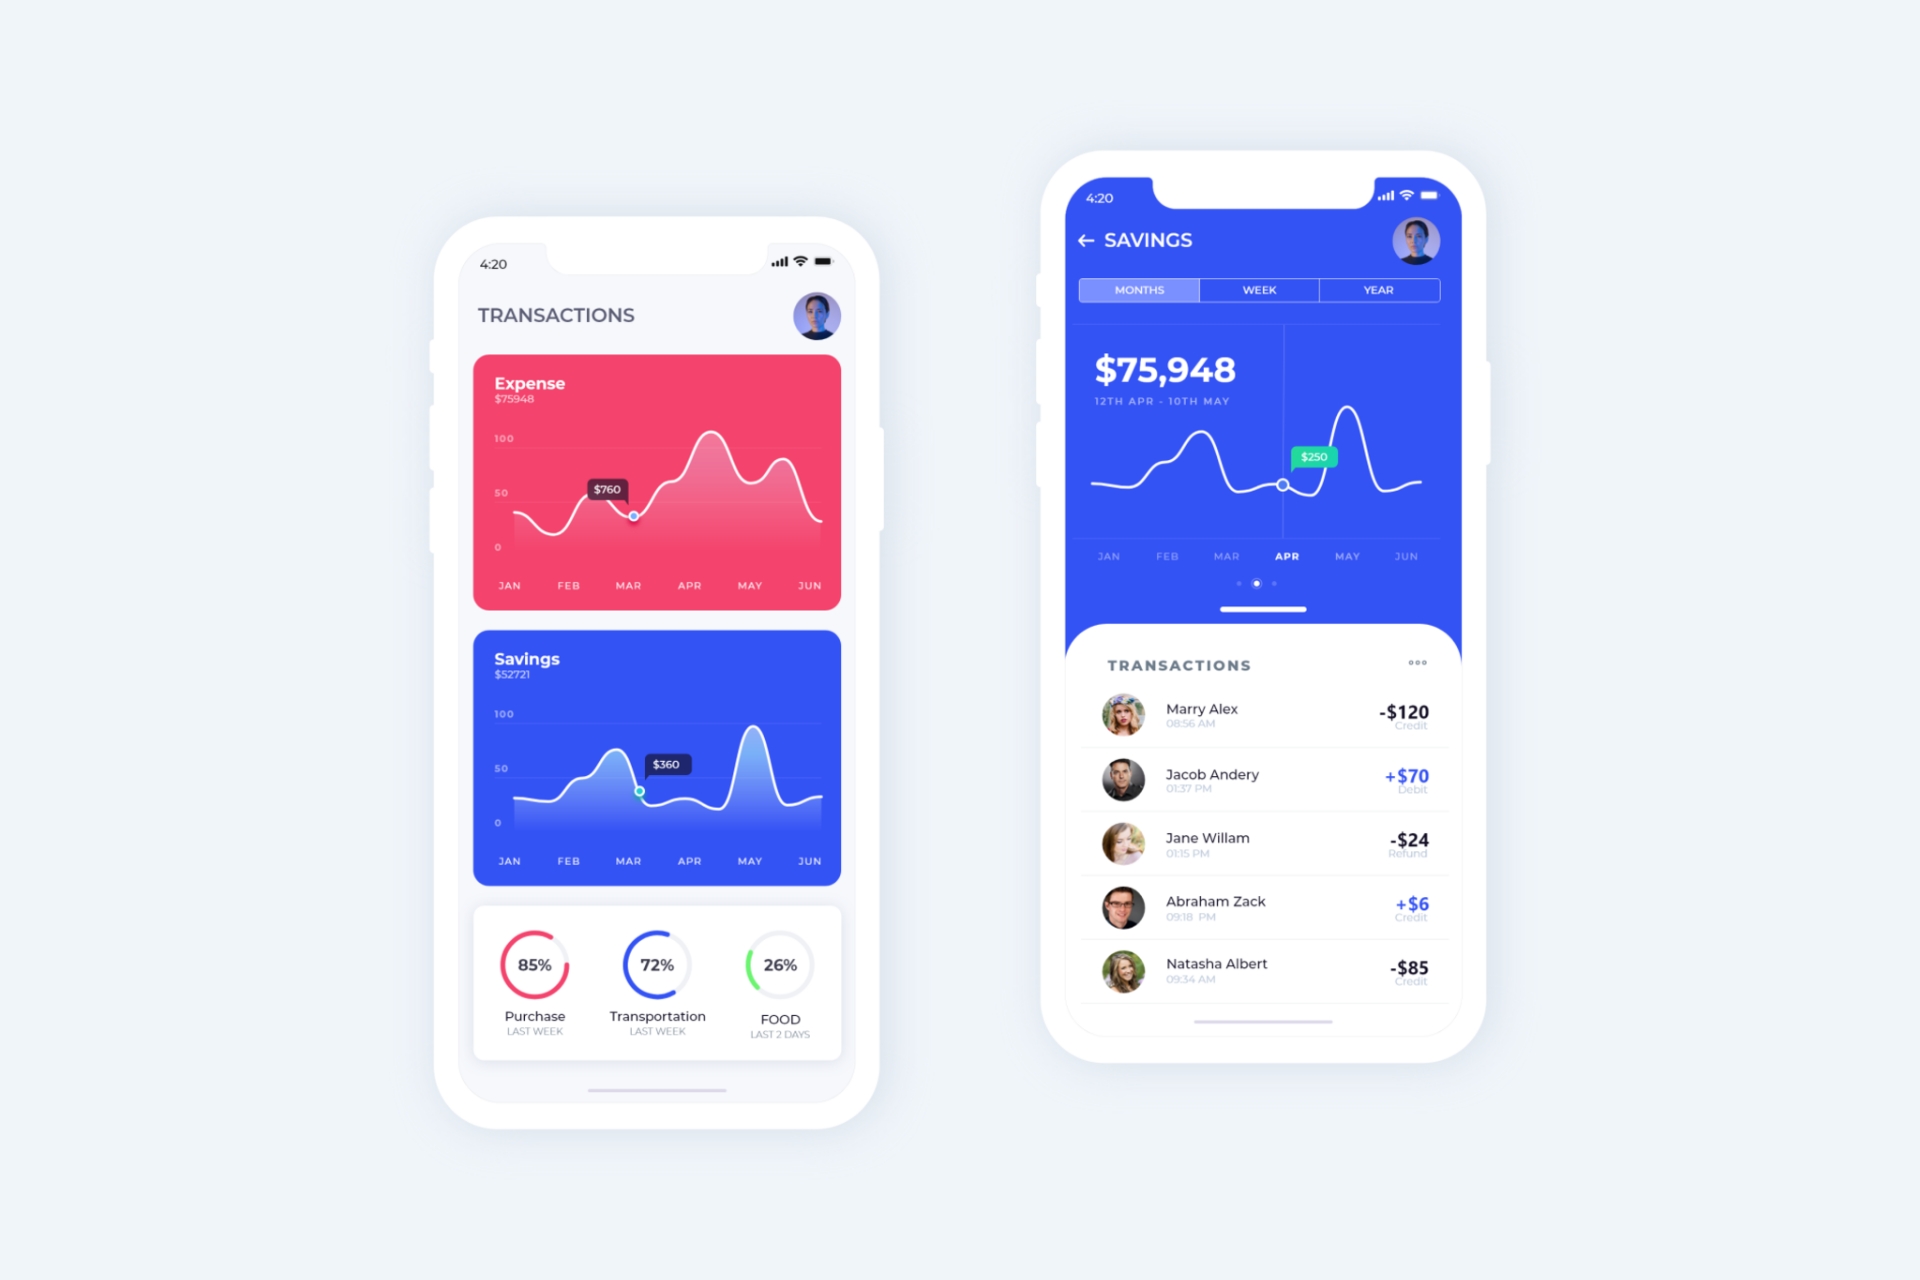 4:20
TRANSACTIONS
Expense
$75948
100
$760
50
0
JAN FEB MAR APR MAY JUN
Savings
$52721
100
$360
50
0
JAN FEB MAR APR MAY JUN
85% 72% 26%
Purchase Transportation FOOD
LAST WEEK LAST WEEK LAST 2 DAYS
4:20
SAVINGS
MONTHS WEEK YEAR
$75,948
12TH APR - 10TH MAY
$250
JAN FEB MAR APR MAY JUN
TRANSACTIONS
Marry Alex -$120
08:56 AM Credit
Jacob Andery +$70
01:37 PM Debit
Jane Willam -$24
01:15 PM Refund
Abraham Zack +$6
09:18 PM Credit
Natasha Albert -$85
09:34 AM Credit